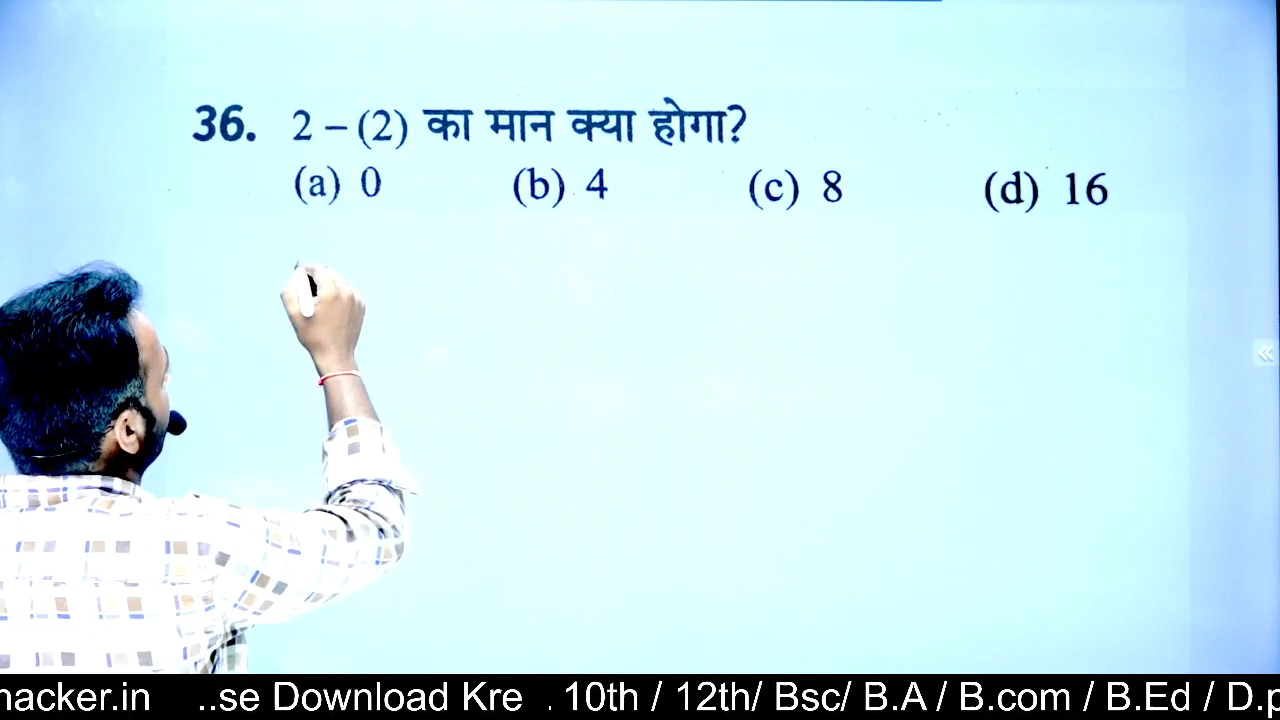 36. 2 – (2) का मान क्या होगा?
(a) 0 (b) 4 (c) 8 (d) 16
hacker.in ..se Download Kre . 10th / 12th/ Bsc/ B.A / B.com / B.Ed / D.p